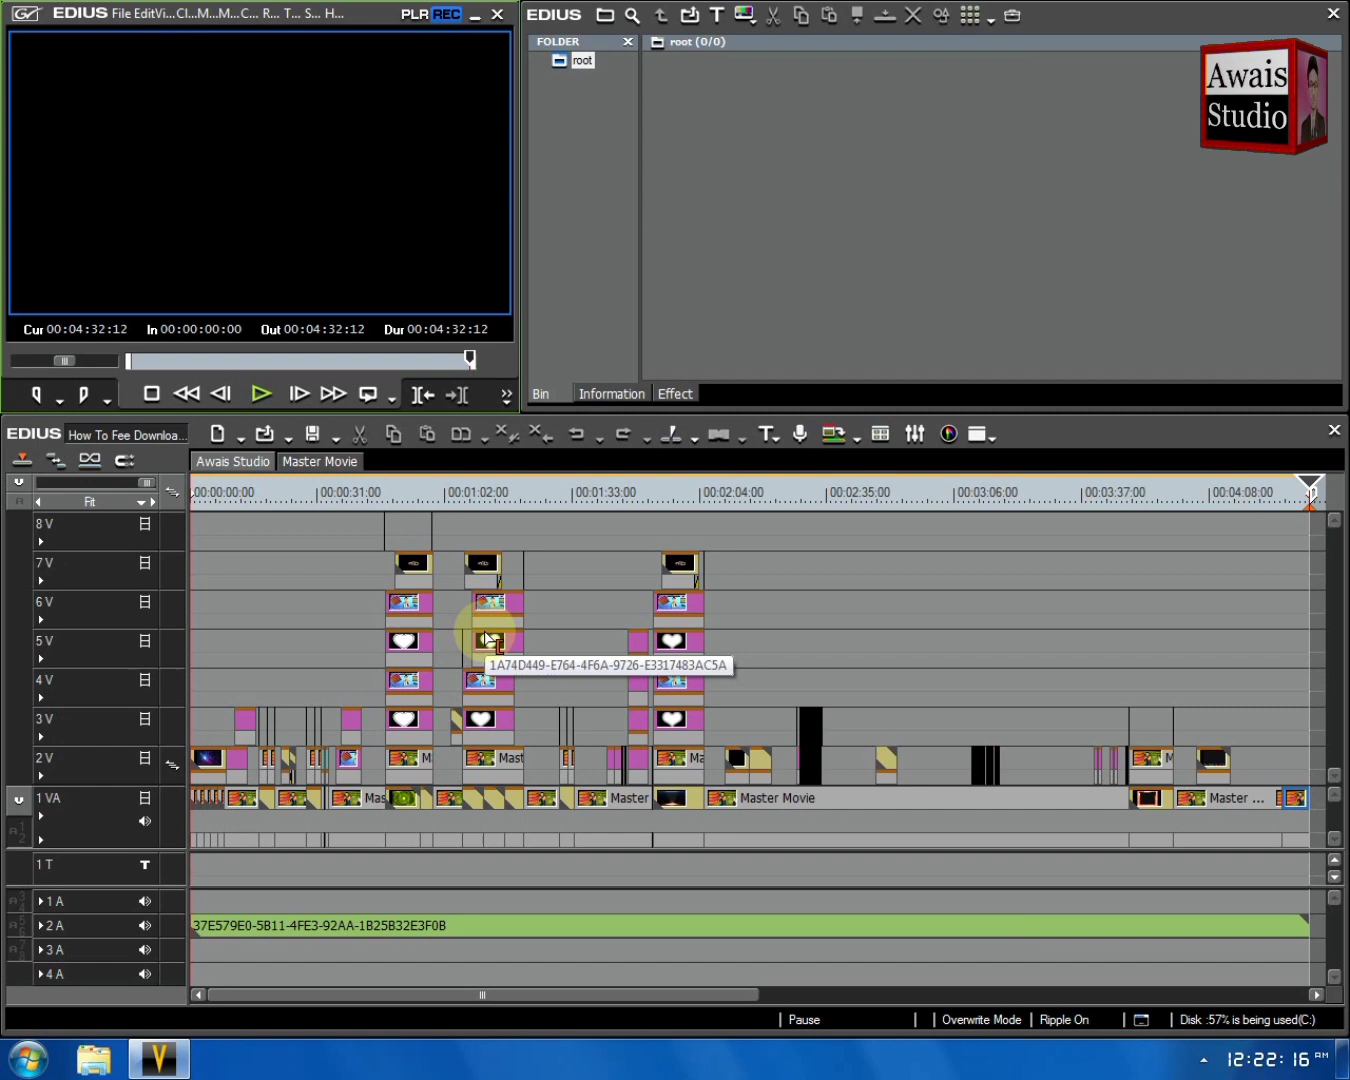 EDIUS File EditVi...Cl...M...M...C... R... T... S... H...
PLR REC
Cur 00:04:32:12 In 00:00:00:00 Out 00:04:32:12 Dur 00:04:32:12
EDIUS
FOLDER
root (0/0)
root
Awais
Studio
Bin Information Effect
EDIUS How To Fee Downloa...
Awais Studio Master Movie
Fit
00:00:00:00 00:00:31:00 00:01:02:00 00:01:33:00 00:02:04:00 00:02:35:00 00:03:06:00 00:03:37:00 00:04:08:00
8 V
7 V
6 V
5 V
1A74D449-E764-4F6A-9726-E3317483AC5A
4 V
3 V
2 V
Mast
1 VA
Mas
Master
Master Movie
Master ...
1 T T
1 A
2 A 37E579E0-5B11-4FE3-92AA-1B25B32E3F0B
3 A
4 A
Pause Overwrite Mode Ripple On Disk :57% is being used(C:)
12:22:16 AM